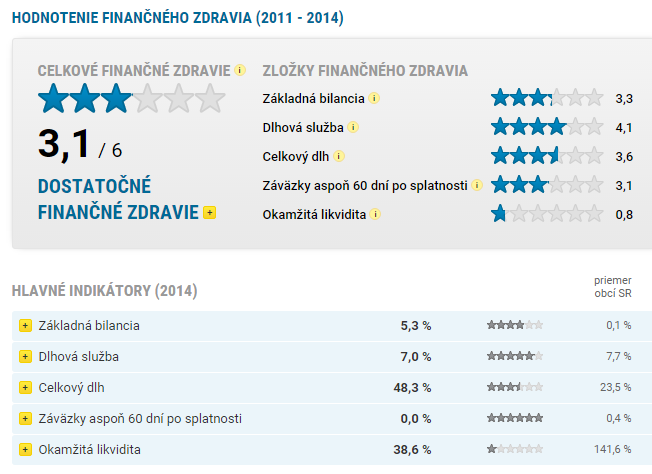 HODNOTENIE FINANČNÉHO ZDRAVIA (2011 - 2014)
CELKOVÉ FINANČNÉ ZDRAVIE i
3,1 / 6
DOSTATOČNÉ
FINANČNÉ ZDRAVIE +
ZLOŽKY FINANČNÉHO ZDRAVIA
Základná bilancia i 3,3
Dlhová služba i 4,1
Celkový dlh i 3,6
Záväzky aspoň 60 dní po splatnosti i 3,1
Okamžitá likvidita i 0,8
HLAVNÉ INDIKÁTORY (2014)
priemer
obcí SR
+ Základná bilancia 5,3 % 0,1 %
+ Dlhová služba 7,0 % 7,7 %
+ Celkový dlh 48,3 % 23,5 %
+ Záväzky aspoň 60 dní po splatnosti 0,0 % 0,4 %
+ Okamžitá likvidita 38,6 % 141,6 %